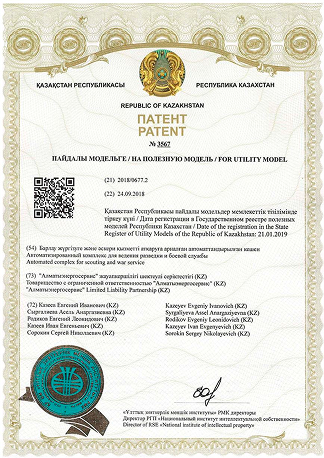 ҚАЗАҚСТАН РЕСПУБЛИКАСЫ РЕСПУБЛИКА КАЗАХСТАН
REPUBLIC OF KAZAKHSTAN
ПАТЕНТ
PATENT
№ 3567
ПАЙДАЛЫ МОДЕЛЬГЕ / НА ПОЛЕЗНУЮ МОДЕЛЬ / FOR UTILITY MODEL
(21) 2018/0677.2
(22) 24.09.2018
Қазақстан Республикасы пайдалы модельдер мемлекеттік тізілімінде
тіркеу күні / Дата регистрации в Государственном реестре полезных
моделей Республики Казахстан / Date of the registration in the State
Register of Utility Models of the Republic of Kazakhstan: 21.01.2019
(54) Барлау жүргізуге және әскери қызметті атқаруға арналған автоматтандырылған кешен
Автоматизированный комплекс для ведения разведки и боевой службы
Automated complex for scouting and war service
(73) "Алматыэнергосервис" жауапкершілігі шектеулі серіктестігі (KZ)
Товарищество с ограниченной ответственностью "Алматыэнергосервис" (KZ)
"Almatyenergoservice" Limited Liability Partnership (KZ)
(72) Казеев Евгений Иванович (KZ) Kazeyev Evgeniy Ivanovich (KZ)
Сыргалиева Асель Амиргазиевна (KZ) Syrgaliyeva Assel
Радиков Евгений Леонидович (KZ) Rodikov Evgeniy Leonidovich (KZ)
Казеев Иван Евгеньевич (KZ) Kazeyev Ivan Evgenyevich (KZ)
Сорокин Сергей Николаевич (KZ) Sorokin Sergey Nikolayevich (KZ)
«Ұлттық зияткерлік меншік институты» РМК директоры
Директор РГП «Национальный институт интеллектуальной собственности»
Director of RSE «National institute of intellectual property»